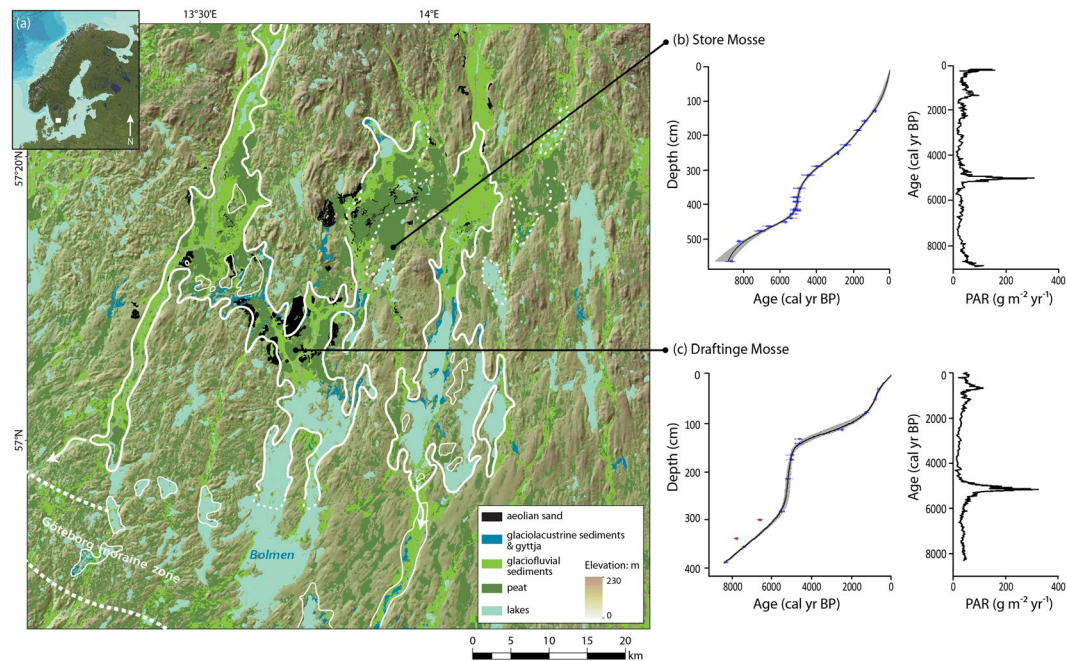 (a)
N
13°30'E
14°E
57°20'N
57°N
Göteborg moraine zone
Bolmen
aeolian sand
glaciolacustrine sediments
& gyttja
glaciofluvial
sediments
peat
lakes
Elevation: m
230
0
0 5 10 15 20
km
(b) Store Mosse
Depth (cm)
0
100
200
300
400
500
8000 6000 4000 2000 0
Age (cal yr BP)
Age (cal yr BP)
0
2000
4000
6000
8000
0 100 200 300 400
PAR (g m⁻² yr⁻¹)
(c) Draftinge Mosse
Depth (cm)
0
100
200
300
400
8000 6000 4000 2000 0
Age (cal yr BP)
Age (cal yr BP)
0
2000
4000
6000
8000
0 100 200 300 400
PAR (g m⁻² yr⁻¹)